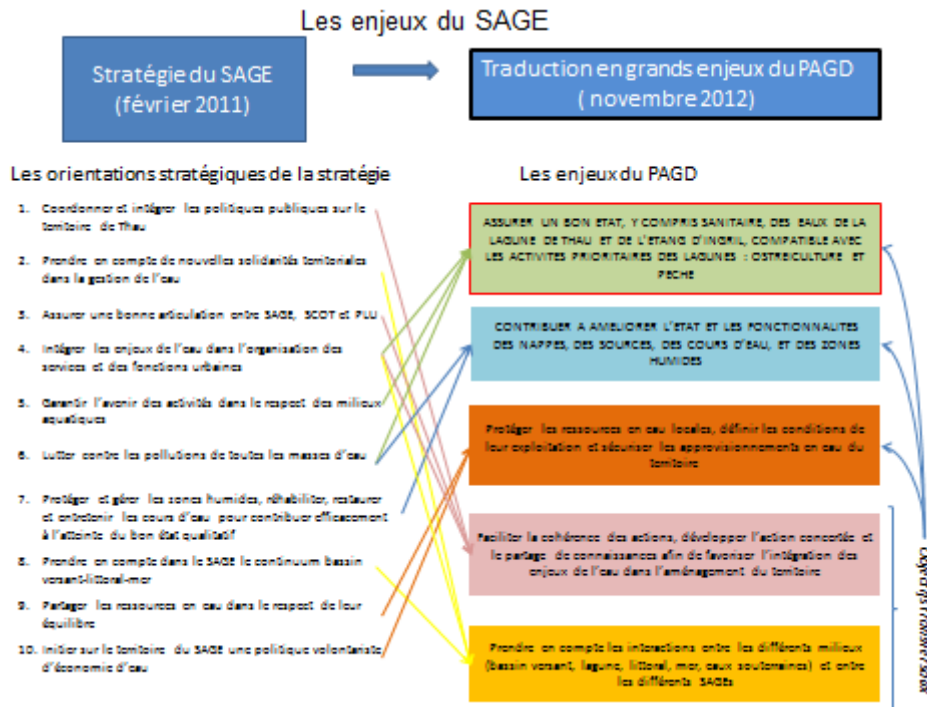 Les enjeux du SAGE
Stratégie du SAGE
(février 2011)
Traduction en grands enjeux du PAGD
( novembre 2012)
Les orientations stratégiques de la stratégie
1. Coordonner et intégrer les politiques publiques sur le
territoire de Thau
2. Prendre en compte de nouvelles solidarités territoriales
dans la gestion de l'eau
3. Assurer une bonne articulation entre SAGE, SCOT et PLU
4. Intégrer les enjeux de l'eau dans l'organisation des
services et des fonctions urbaines
5. Garantir l'avenir des activités dans le respect des milieux
aquatiques
6. Lutter contre les pollutions de toutes les masses d'eau
7. Protéger et gérer les zones humides, réhabiliter, restaurer
et entretenir les cours d'eau pour contribuer efficacement
à l'atteinte du bon état qualitatif
8. Prendre en compte dans le SAGE le continuum bassin
versant-littoral-mer
9. Partager les ressources en eau dans le respect de leur
équilibre
10. Initier sur le territoire du SAGE une politique volontariste
d'économie d'eau
Les enjeux du PAGD
ASSURER UN BON ETAT, Y COMPRIS SANITAIRE, DES EAUX DE LA
LAGUNE DE THAU ET DE L'ETANG D'INGRIL, COMPATIBLE AVEC
LES ACTIVITES PRIORITAIRES DES LAGUNES : OSTREICULTURE ET
PECHE
CONTRIBUER A AMELIORER L'ETAT ET LES FONCTIONNALITES
DES NAPPES, DES SOURCES, DES COURS D'EAU, ET DES ZONES
HUMIDES
Protéger les ressources en eau locales, définir les conditions de
leur exploitation et sécuriser les approvisionnements en eau du
territoire
Faciliter la cohérence des actions, développer l'action concertée et
le partage de connaissances afin de favoriser l'intégration des
enjeux de l'eau dans l'aménagement du territoire
Prendre en compte les interactions entre les différents milieux
(bassin versant, lagune, littoral, mer, eaux souterraines) et entre
les différents SAGEs